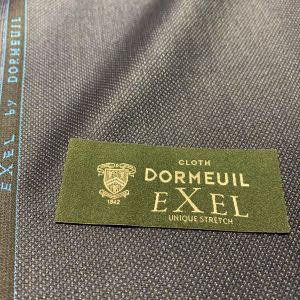 EXEL by DORMEUIL
CLOTH
DORMEUIL
EXEL
UNIQUE STRETCH
1842